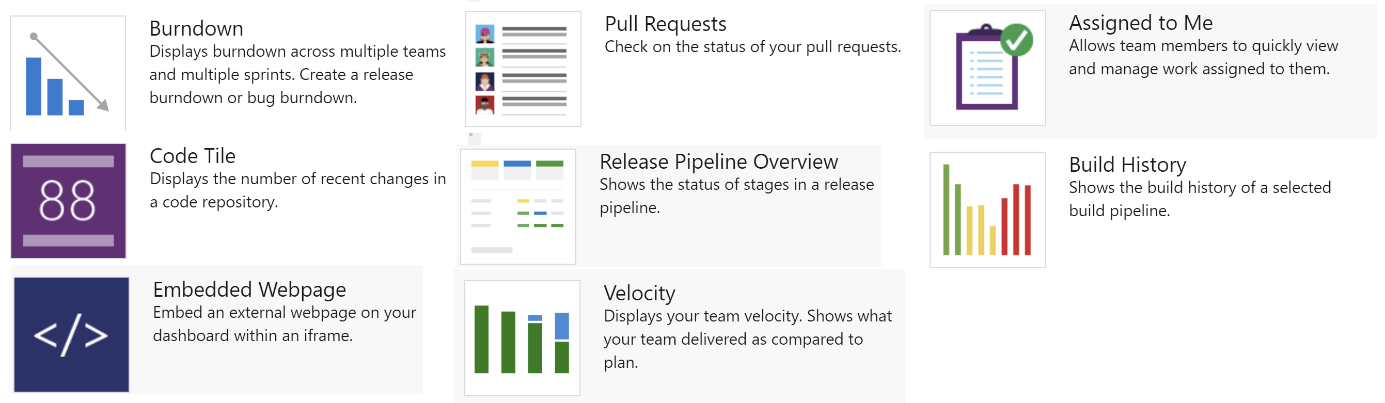 Burndown
Displays burndown across multiple teams
and multiple sprints. Create a release
burndown or bug burndown.
Code Tile
Displays the number of recent changes in
a code repository.
88
Embedded Webpage
Embed an external webpage on your
dashboard within an iframe.
</>
Pull Requests
Check on the status of your pull requests.
Release Pipeline Overview
Shows the status of stages in a release
pipeline.
Velocity
Displays your team velocity. Shows what
your team delivered as compared to
plan.
Assigned to Me
Allows team members to quickly view
and manage work assigned to them.
Build History
Shows the build history of a selected
build pipeline.